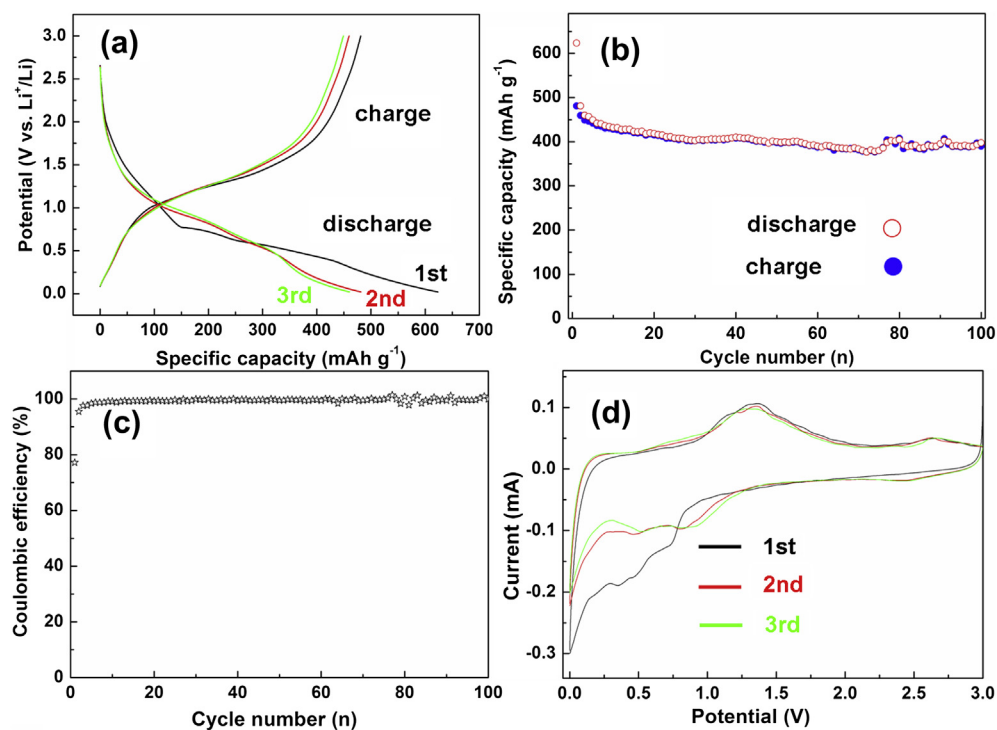 (a)
3.0
2.5
2.0
1.5
1.0
0.5
0.0
Potential (V vs. Li⁺/Li)
charge
discharge
1st
2nd
3rd
0 100 200 300 400 500 600 700
Specific capacity (mAh g⁻¹)
(b)
600
500
400
300
200
100
0
Specific capacity (mAh g⁻¹)
discharge
charge
0 20 40 60 80 100
Cycle number (n)
(c)
100
80
60
40
20
0
Coulombic efficiency (%)
0 20 40 60 80 100
Cycle number (n)
(d)
0.1
0.0
-0.1
-0.2
-0.3
Current (mA)
1st
2nd
3rd
0.0 0.5 1.0 1.5 2.0 2.5 3.0
Potential (V)